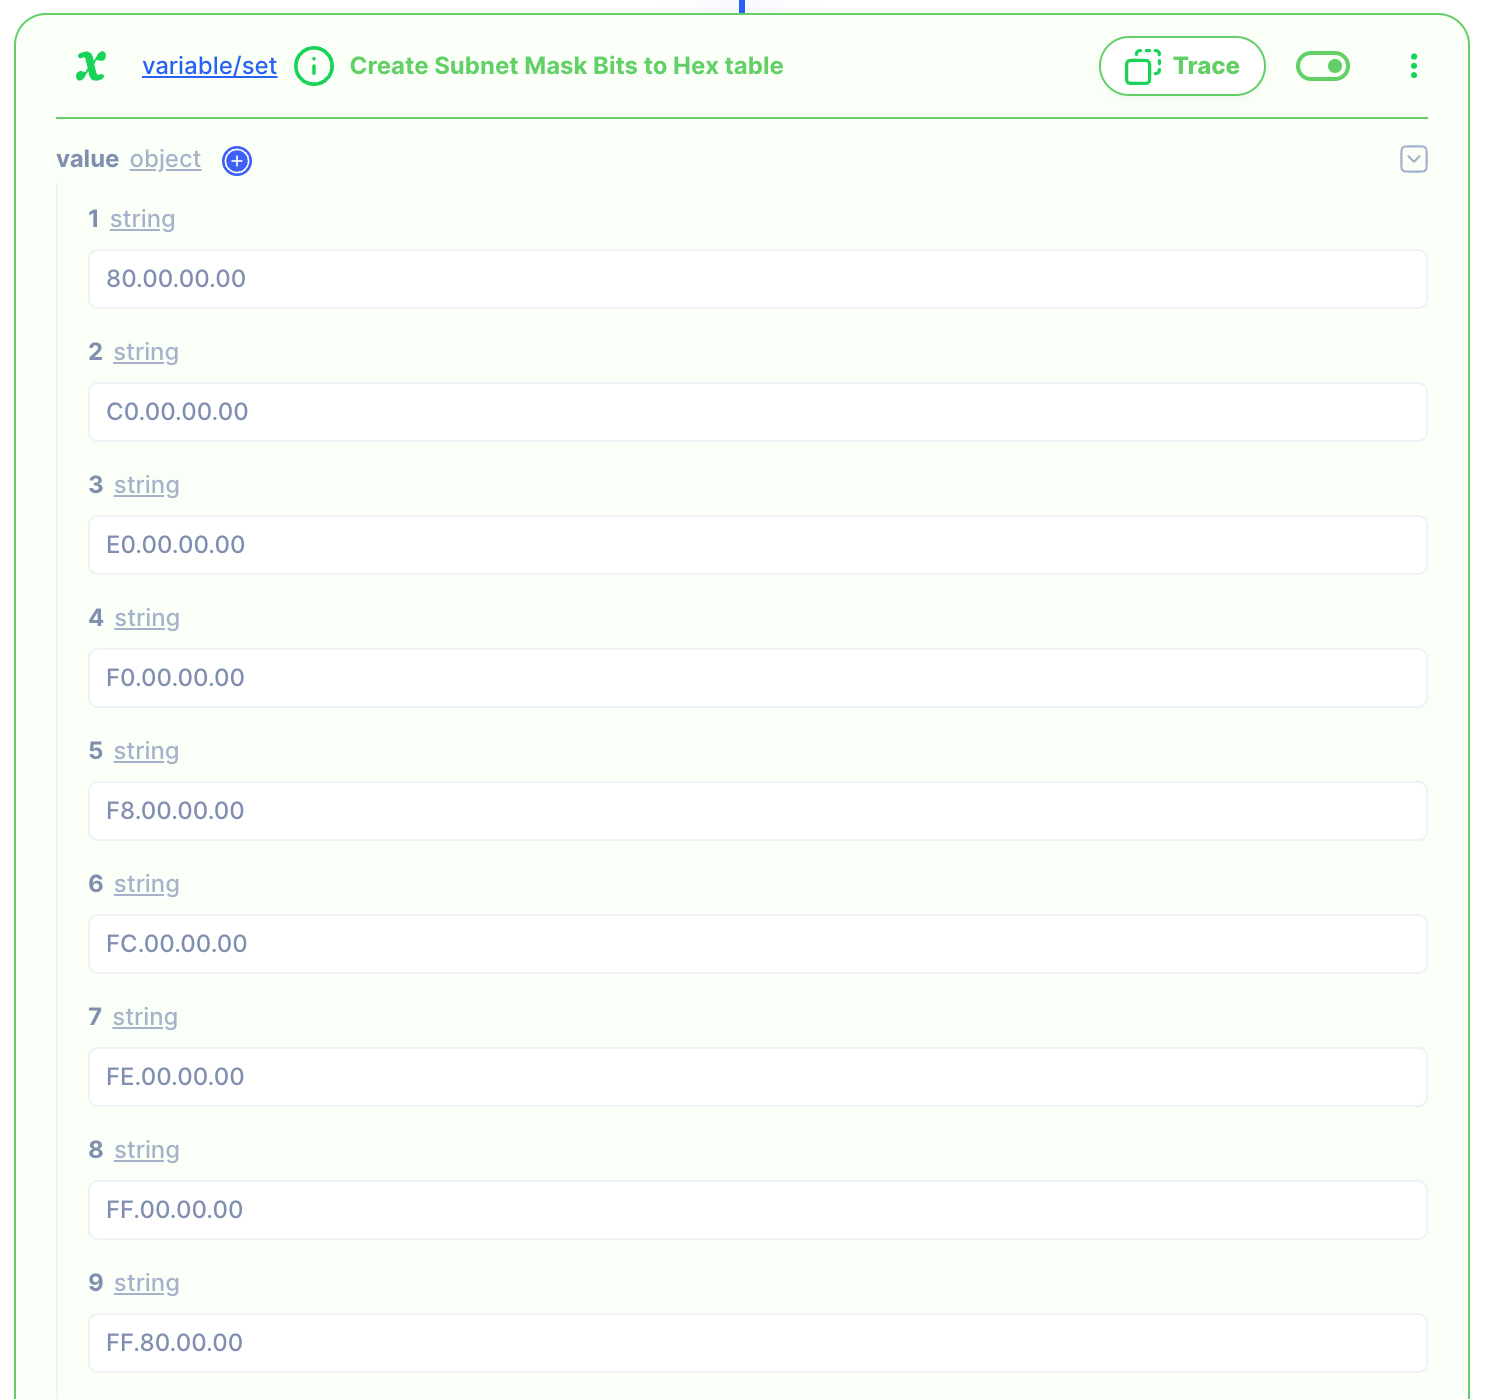 variable/set Create Subnet Mask Bits to Hex table Trace
value object
1 string
80.00.00.00
2 string
C0.00.00.00
3 string
E0.00.00.00
4 string
F0.00.00.00
5 string
F8.00.00.00
6 string
FC.00.00.00
7 string
FE.00.00.00
8 string
FF.00.00.00
9 string
FF.80.00.00